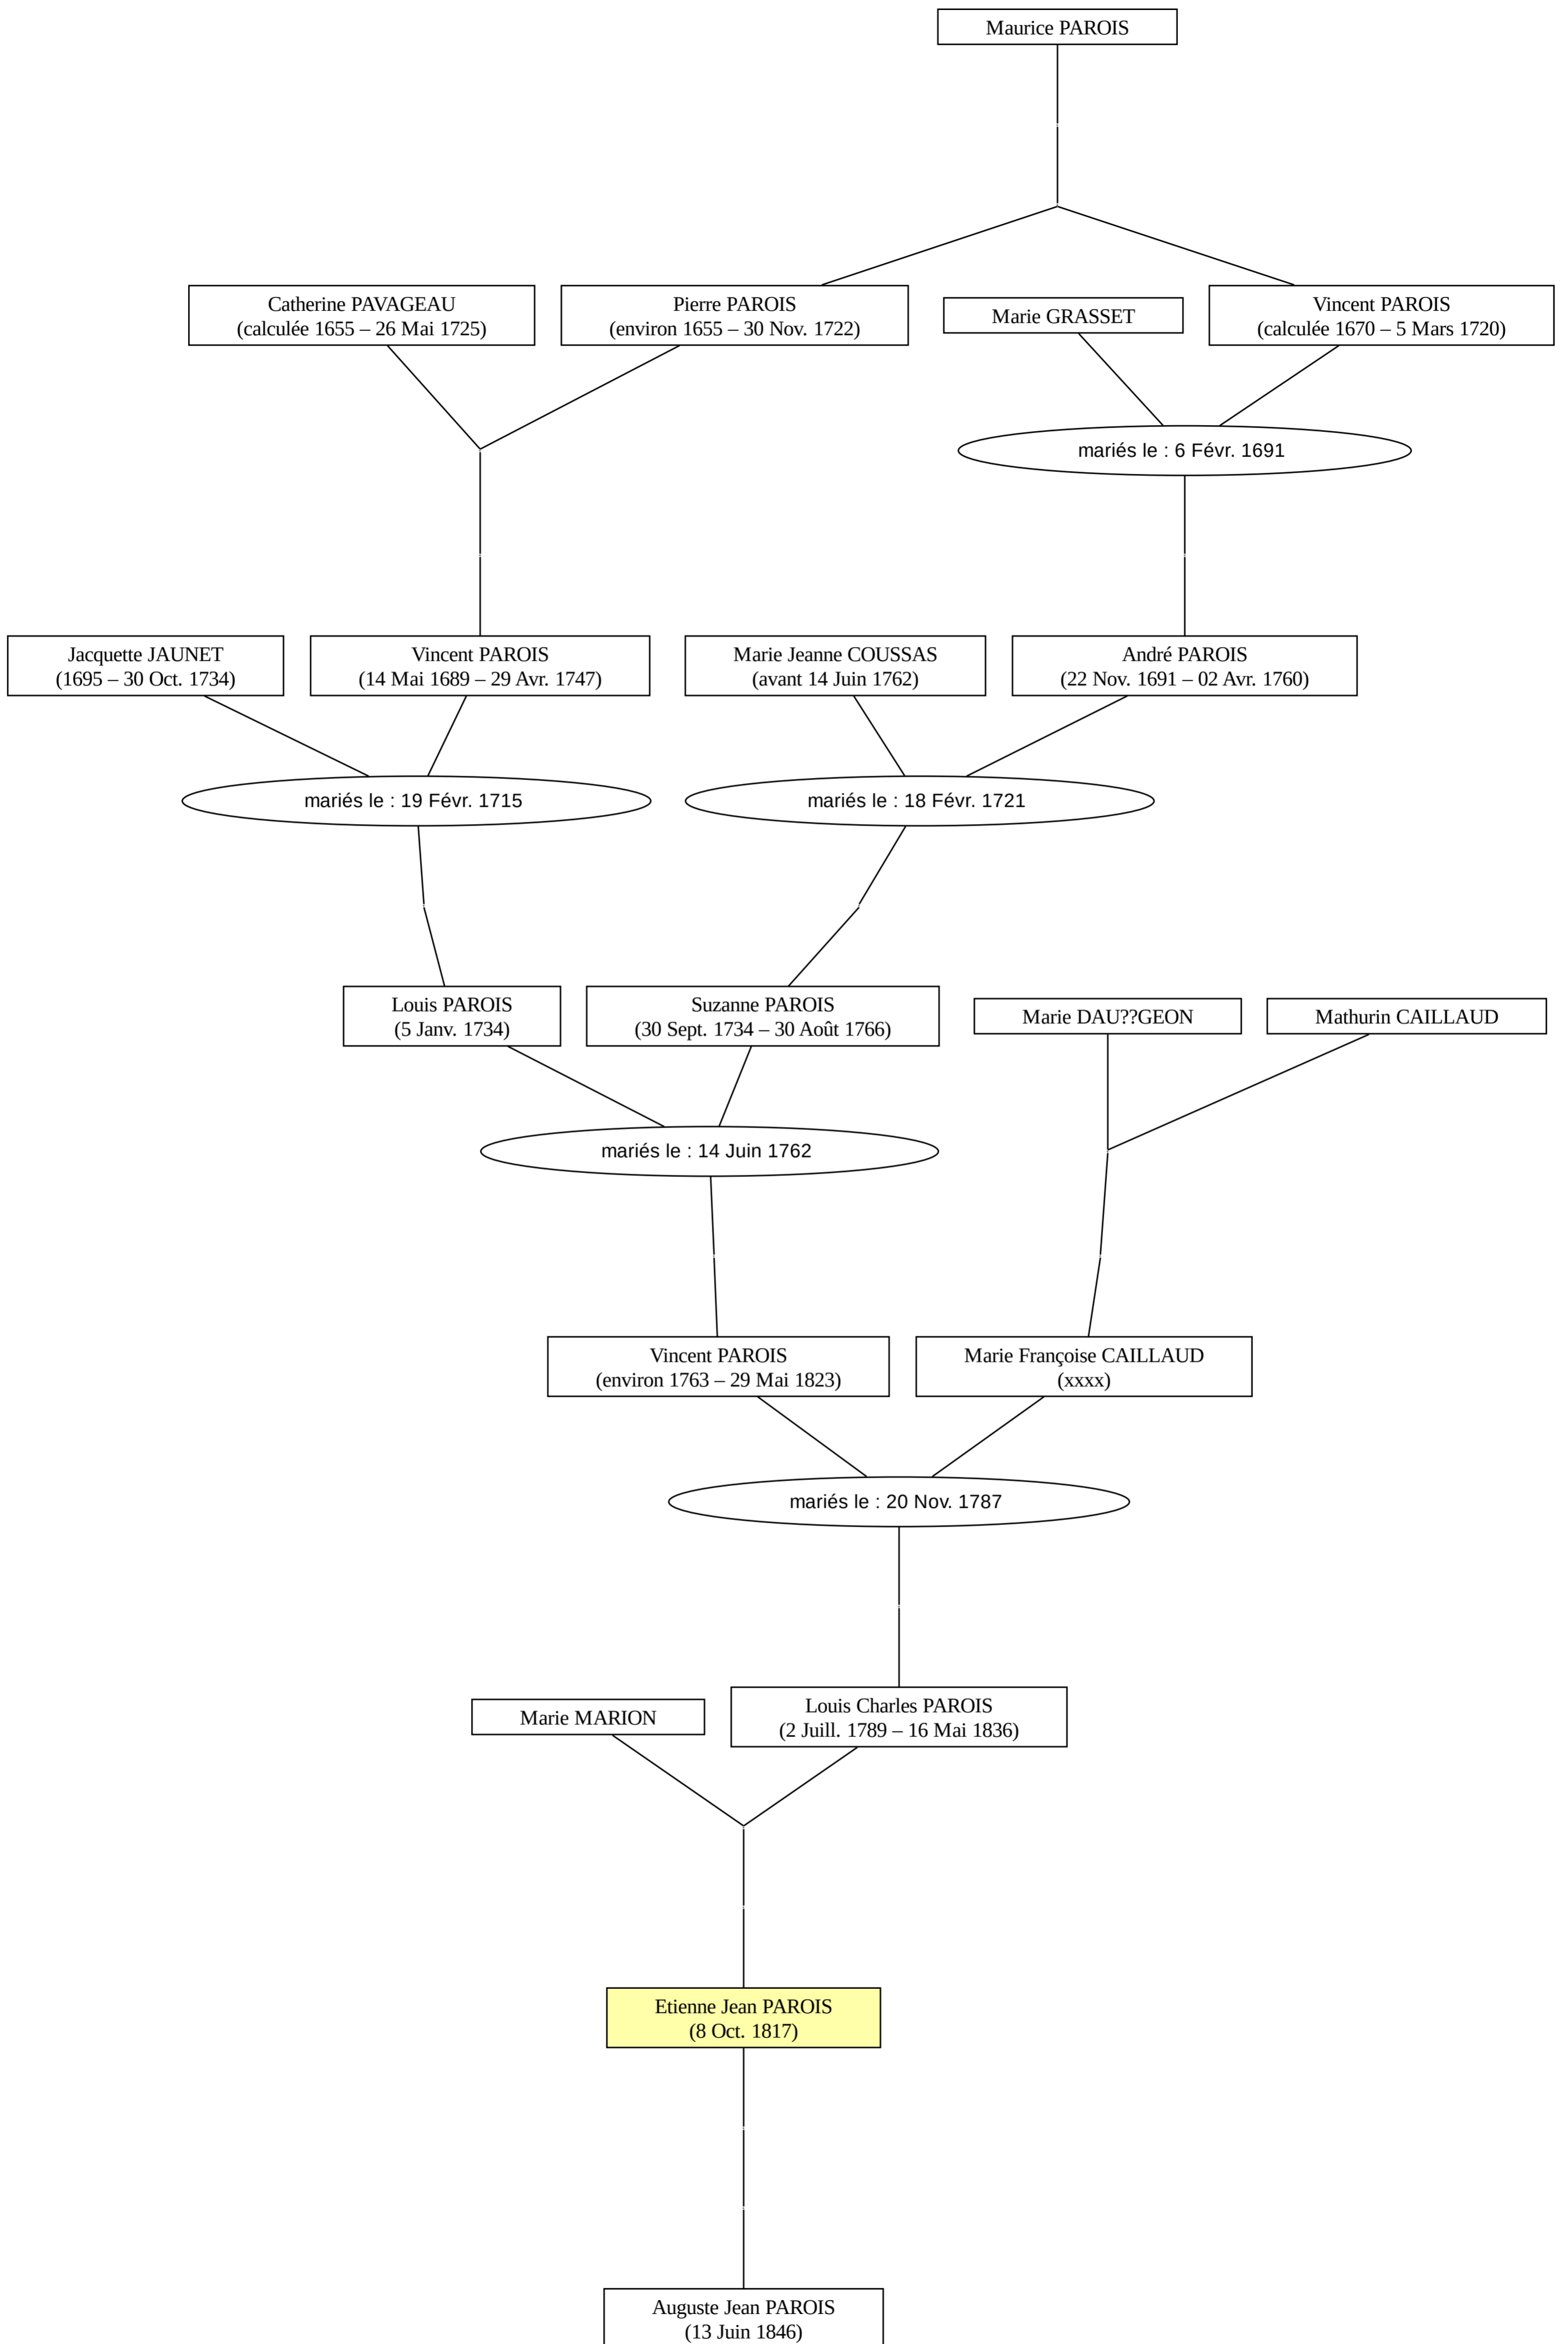 Maurice PAROIS
Catherine PAVAGEAU
(calculée 1655 – 26 Mai 1725)
Pierre PAROIS
(environ 1655 – 30 Nov. 1722)
Marie GRASSET
Vincent PAROIS
(calculée 1670 – 5 Mars 1720)
mariés le : 6 Févr. 1691
Jacquette JAUNET
(1695 – 30 Oct. 1734)
Vincent PAROIS
(14 Mai 1689 – 29 Avr. 1747)
Marie Jeanne COUSSAS
(avant 14 Juin 1762)
André PAROIS
(22 Nov. 1691 – 02 Avr. 1760)
mariés le : 19 Févr. 1715
mariés le : 18 Févr. 1721
Louis PAROIS
(5 Janv. 1734)
Suzanne PAROIS
(30 Sept. 1734 – 30 Août 1766)
Marie DAU??GEON
Mathurin CAILLAUD
mariés le : 14 Juin 1762
Vincent PAROIS
(environ 1763 – 29 Mai 1823)
Marie Françoise CAILLAUD
(xxxx)
mariés le : 20 Nov. 1787
Marie MARION
Louis Charles PAROIS
(2 Juill. 1789 – 16 Mai 1836)
Etienne Jean PAROIS
(8 Oct. 1817)
Auguste Jean PAROIS
(13 Juin 1846)